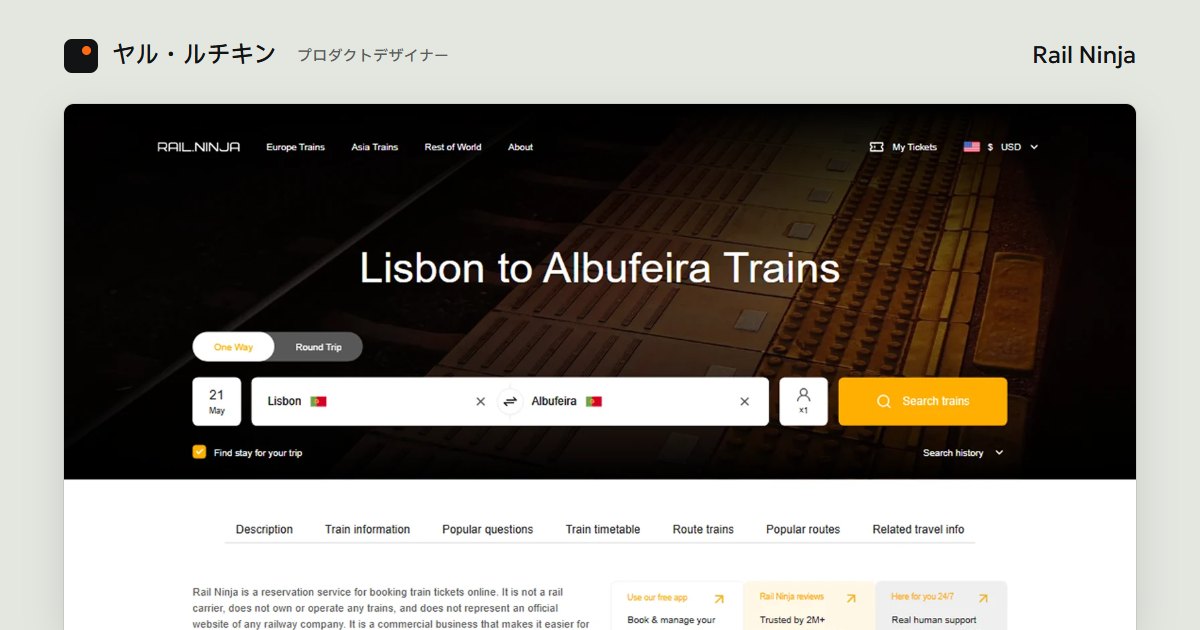 ヤル・ルチキン プロダクトデザイナー Rail Ninja
RAIL.NINJA Europe Trains Asia Trains Rest of World About My Tickets $ USD
Lisbon to Albufeira Trains
One Way Round Trip
21
May
Lisbon Albufeira
x1
Search trains
Find stay for your trip Search history
Description Train information Popular questions Train timetable Route trains Popular routes Related travel info
Rail Ninja is a reservation service for booking train tickets online. It is not a rail
carrier, does not own or operate any trains, and does not represent an official
website of any railway company. It is a commercial business that makes it easier for
Use our free app
Book & manage your
Rail Ninja reviews
Trusted by 2M+
Here for you 24/7
Real human support